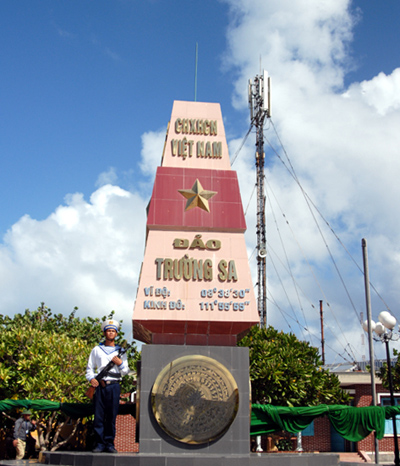 CHXHCN
VIỆT NAM
ĐẢO
TRƯỜNG SA
VĨ ĐỘ: 08°38'30"
KINH ĐỘ: 111°55'55"